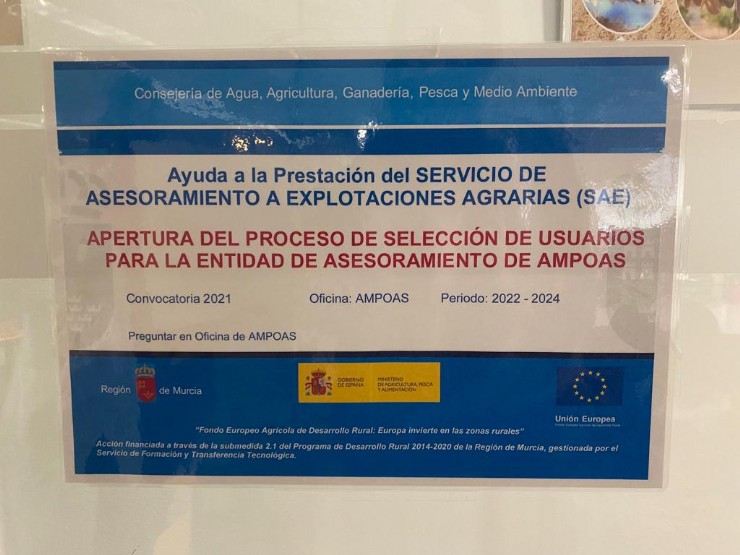 Consejería de Agua, Agricultura, Ganadería, Pesca y Medio Ambiente
Ayuda a la Prestación del SERVICIO DE
ASESORAMIENTO A EXPLOTACIONES AGRARIAS (SAE)
APERTURA DEL PROCESO DE SELECCIÓN DE USUARIOS
PARA LA ENTIDAD DE ASESORAMIENTO DE AMPOAS
Convocatoria 2021 Oficina: AMPOAS Periodo: 2022 - 2024
Preguntar en Oficina de AMPOAS
Región de Murcia
GOBIERNO
DE ESPAÑA
MINISTERIO
DE AGRICULTURA, PESCA
Y ALIMENTACIÓN
Unión Europea
"Fondo Europeo Agrícola de Desarrollo Rural: Europa invierte en las zonas rurales"
Acción financiada a través de la submedida 2.1 del Programa de Desarrollo Rural 2014-2020 de la Región de Murcia, gestionada por el
Servicio de Formación y Transferencia Tecnológica.